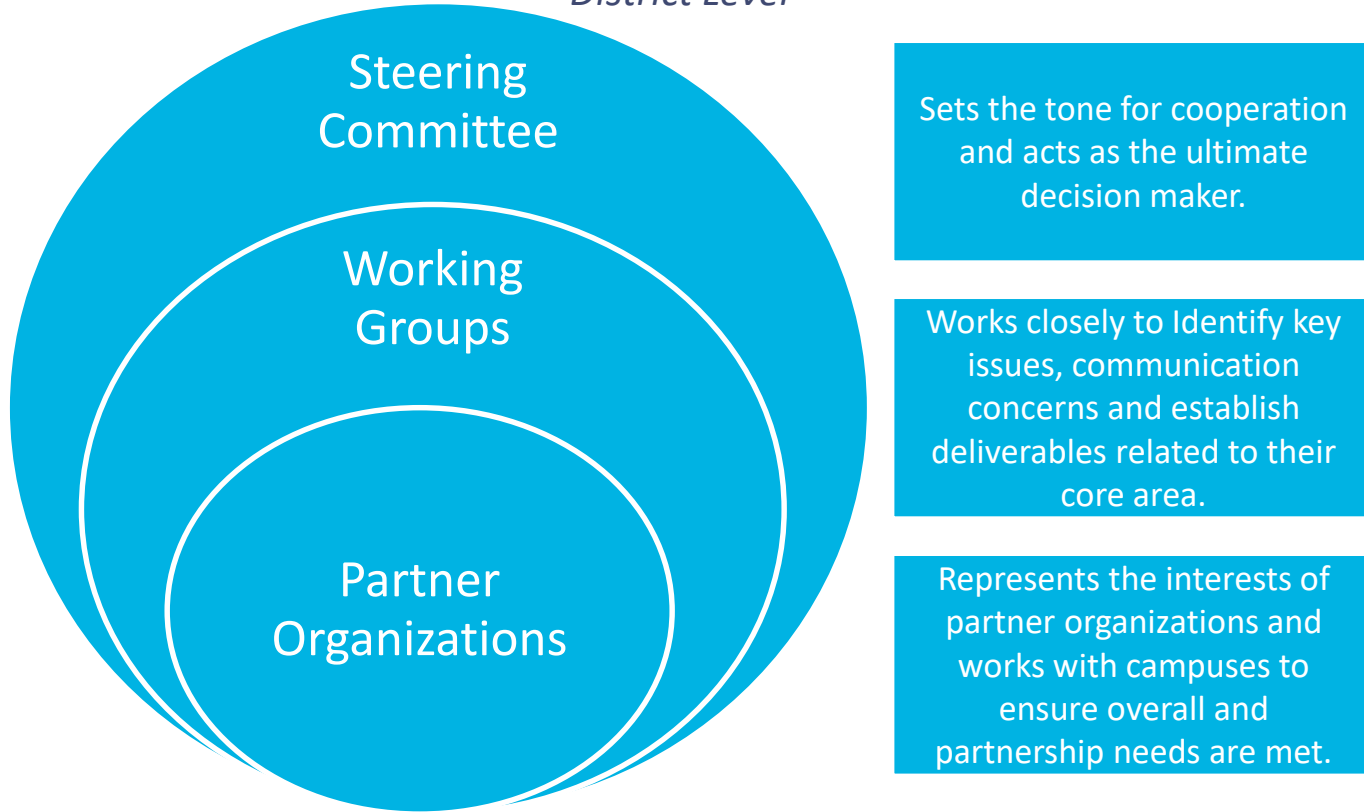 District Level
Steering
Committee
Sets the tone for cooperation
and acts as the ultimate
decision maker.
Working
Groups
Works closely to Identify key
issues, communication
concerns and establish
deliverables related to their
core area.
Partner
Organizations
Represents the interests of
partner organizations and
works with campuses to
ensure overall and
partnership needs are met.